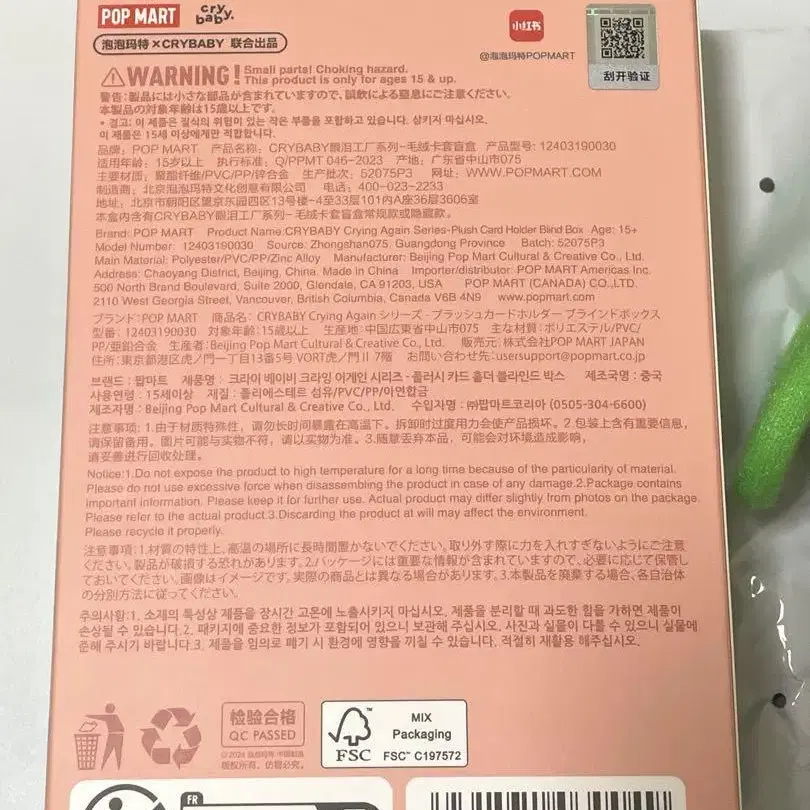 POP MART
cry baby.
小红书
@泡泡玛特POPMART
刮开验证
泡泡玛特×CRYBABY 联合出品
WARNING! Small parts! Choking hazard.
This product is only for ages 15 & up.
警告:製品には小さな部品が含まれていますので、誤飲による窒息にご注意ください。
本製品の対象年齢は15歳以上です。
* 경고: 이 제품은 질식의 위험이 있는 작은 부품을 포함하고 있습니다. 삼키지 마십시오.
이 제품은 15세 이상에게만 적합합니다.
品牌: POP MART 产品名称: CRYBABY眼泪工厂系列-毛绒卡套盲盒 产品型号: 12403190030
适用年龄: 15岁以上 执行标准: Q/PPMT 046-2023 产地: 广东省中山市075
主要材质: 聚酯纤维/PVC/PP/锌合金 生产批次: 52075P3 网址: WWW.POPMART.COM
制造商: 北京泡泡玛特文化创意有限公司 电话: 400-023-2233
地址: 北京市朝阳区望京东园四区13号楼-4至33层101内A座36层3606室
本盒内含有CRYBABY眼泪工厂系列-毛绒卡套盲盒常规款或隐藏款。
Brand: POP MART Product Name:CRYBABY Crying Again Series-Plush Card Holder Blind Box Age: 15+
Model Number: 12403190030 Source: Zhongshan075, Guangdong Province Batch: 52075P3
Main Material: Polyester/PVC/PP/Zinc Alloy Manufacturer: Beijing Pop Mart Cultural & Creative Co., Ltd.
Address: Chaoyang District, Beijing, China. Made in China Importer/distributor: POP MART Americas Inc.
500 North Brand Boulevard, Suite 2000, Glendale, CA 91203, USA POP MART (CANADA) CO.,LTD.
2110 West Georgia Street, Vancouver, British Columbia, Canada V6B 4N9 www.popmart.com
ブランド: POP MART 商品名: CRYBABY Crying Again シリーズ - プラッシュカードホルダー ブラインドボックス
型番: 12403190030 対象年齢:15歳以上 生産地:中国広東省中山市075 主な材質:ポリエステル/PVC/
PP/亜鉛合金 生産者: Beijing Pop Mart Cultural & Creative Co., Ltd. 販売元:株式会社POP MART JAPAN
住所:東京都港区虎ノ門一丁目13番5号 VORT虎ノ門Ⅱ 7階 お問い合わせ先:usersupport@popmart.co.jp
브랜드 : 팝마트 제품명 : 크라이 베이비 크라잉 어게인 시리즈 - 플러시 카드 홀더 블라인드 박스 제조국명 : 중국
사용연령 : 15세이상 재질 : 폴리에스테르 섬유/PVC/PP/아연합금
제조자명 : Beijing Pop Mart Cultural & Creative Co., Ltd. 수입자명 : ㈜팝마트코리아 (0505-304-6600)
注意事项: 1.由于材质特殊性, 请勿长时间暴露在高温下。拆卸时过度用力会使产品损坏。2.包装上含有重要信息,
请保留备用。图片可能与实物不符, 请以实物为准。3.随意丢弃本品, 可能会对环境造成影响,
请妥善进行回收处理。
Notice:1.Do not expose the product to high temperature for a long time because of the particularity of material.
Please do not use excessive force when disassembling the product in case of any damage.2.Package contains
important information. Please keep it for further use. Actual product may differ slightly from photos on the package.
Please refer to the actual product.3.Discarding the product at will may affect the environment.
Please recycle it properly.
注意事項:1.材質の特性上、高温の場所に長時間置かないでください。取り外す際に力を入れすぎないようにご注意
ください。製品が破損する恐れがあります。2.パッケージには重要な情報が含まれていますので、必要に応じて保管し
ておいてください。画像はイメージです。実際の商品とは異なる場合があります。3.本製品を廃棄する場合、各自治体
の分別方法に従ってください。
주의사항:1. 소재의 특성상 제품을 장시간 고온에 노출시키지 마십시오. 제품을 분리할 때 과도한 힘을 가하면 제품이
손상될 수 있습니다.2. 패키지에 중요한 정보가 포함되어 있으니 보관해 주십시오. 사진과 실물이 다를 수 있으니 실물에
준해 주시기 바랍니다.3. 제품을 임의로 폐기 시 환경에 영향을 끼칠 수 있습니다. 적절히 재활용 해주십시오.
检验合格
QC PASSED
版权所有, 仿冒必究。
FSC
MIX
Packaging
FSC™ C197572
FR